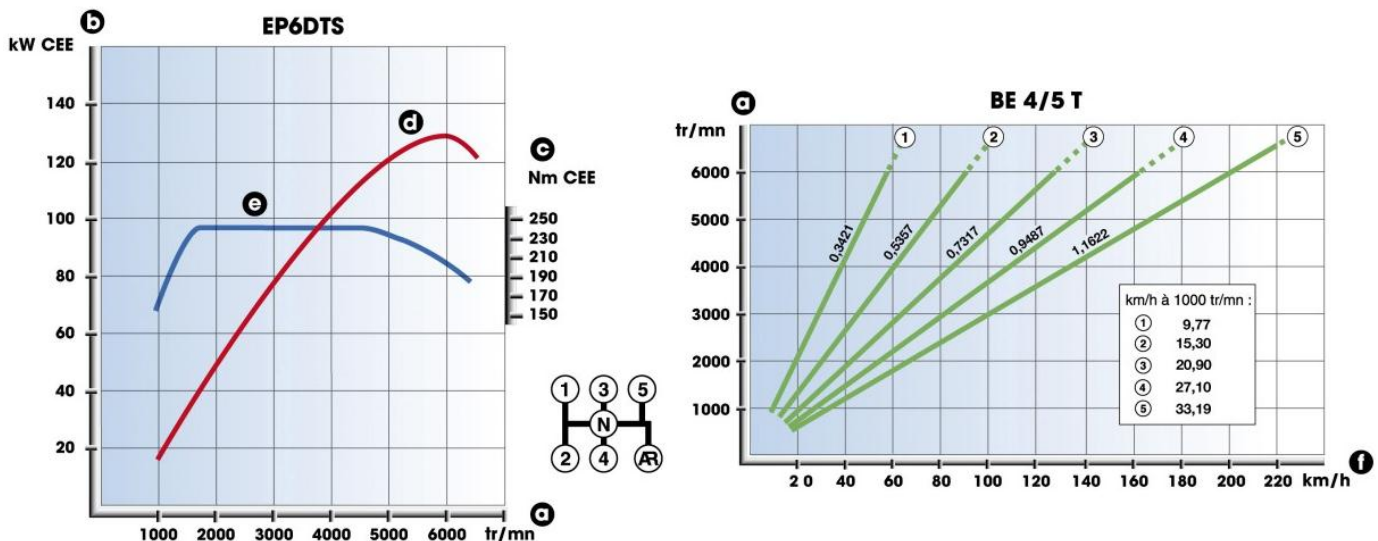 b
EP6DTS
kW CEE
140
120
100
80
60
40
20
d
e
c
Nm CEE
250
230
210
190
170
150
1000 2000 3000 4000 5000 6000 tr/mn
a
1 3 5
N
2 4 AR
a
BE 4/5 T
tr/mn
6000
5000
4000
3000
2000
1000
1 2 3 4 5
0,3421
0,5357
0,7317
0,9487
1,1622
km/h à 1000 tr/mn :
1 9,77
2 15,30
3 20,90
4 27,10
5 33,19
2 0 40 60 80 100 120 140 160 180 200 220 km/h
f